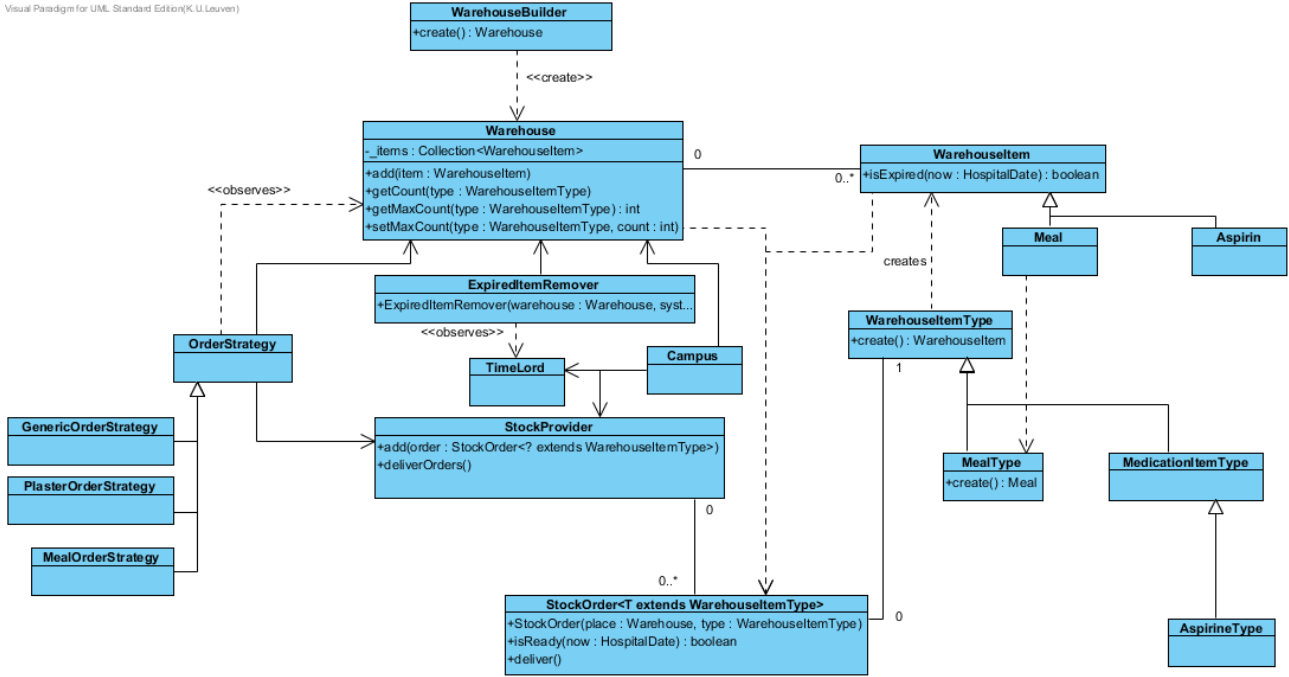 Visual Paradigm for UML Standard Edition(K.U.Leuven)
WarehouseBuilder
+create() : Warehouse
<<create>>
Warehouse
-_items : Collection<WarehouseItem>
+add(item : WarehouseItem)
+getCount(type : WarehouseItemType)
+getMaxCount(type : WarehouseItemType) : int
+setMaxCount(type : WarehouseItemType, count : int)
0
0..*
WarehouseItem
+isExpired(now : HospitalDate) : boolean
<<observes>>
Meal
Aspirin
creates
ExpiredItemRemover
+ExpiredItemRemover(warehouse : Warehouse, syst...
<<observes>>
WarehouseItemType
+create() : WarehouseItem
1
OrderStrategy
TimeLord
Campus
GenericOrderStrategy
StockProvider
+add(order : StockOrder<? extends WarehouseItemType>)
+deliverOrders()
0
MealType
+create() : Meal
MedicationItemType
PlasterOrderStrategy
MealOrderStrategy
0..*
StockOrder<T extends WarehouseItemType>
+StockOrder(place : Warehouse, type : WarehouseItemType)
+isReady(now : HospitalDate) : boolean
+deliver()
0
AspirineType